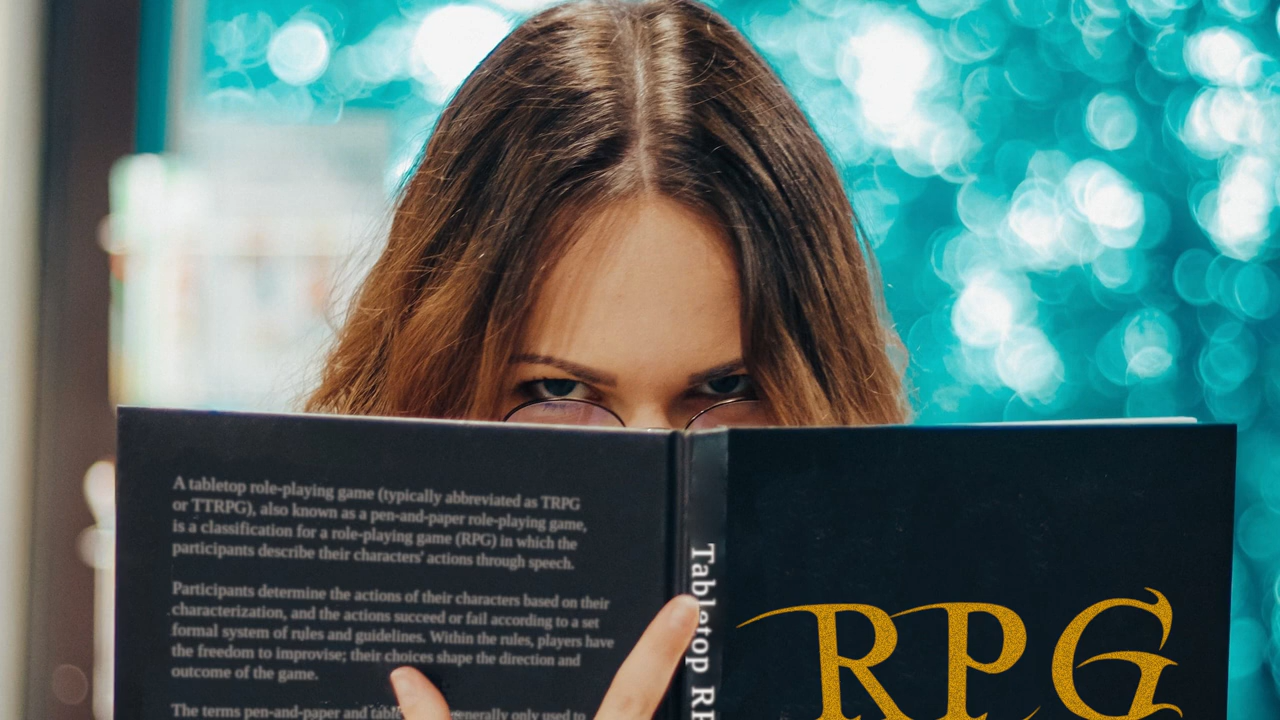 A tabletop role-playing game (typically abbreviated as TRPG
or TTRPG), also known as a pen-and-paper role-playing game,
is a classification for a role-playing game (RPG) in which the
participants describe their characters' actions through speech.
Participants determine the actions of their characters based on their
characterization, and the actions succeed or fail according to a set
formal system of rules and guidelines. Within the rules, players have
the freedom to improvise; their choices shape the direction and
outcome of the game.
The terms pen-and-paper and generally only used to
Tabletop
RPG